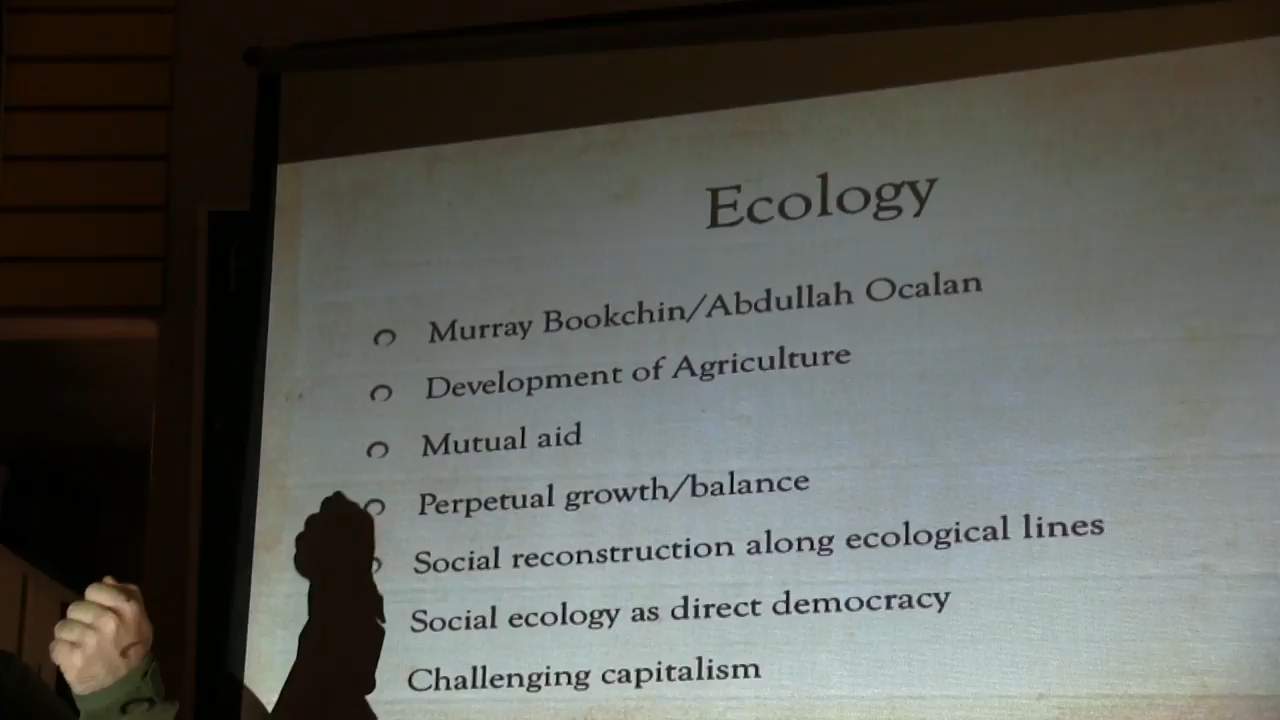 Ecology
Murray Bookchin/Abdullah Ocalan
Development of Agriculture
Mutual aid
Perpetual growth/balance
Social reconstruction along ecological lines
Social ecology as direct democracy
Challenging capitalism